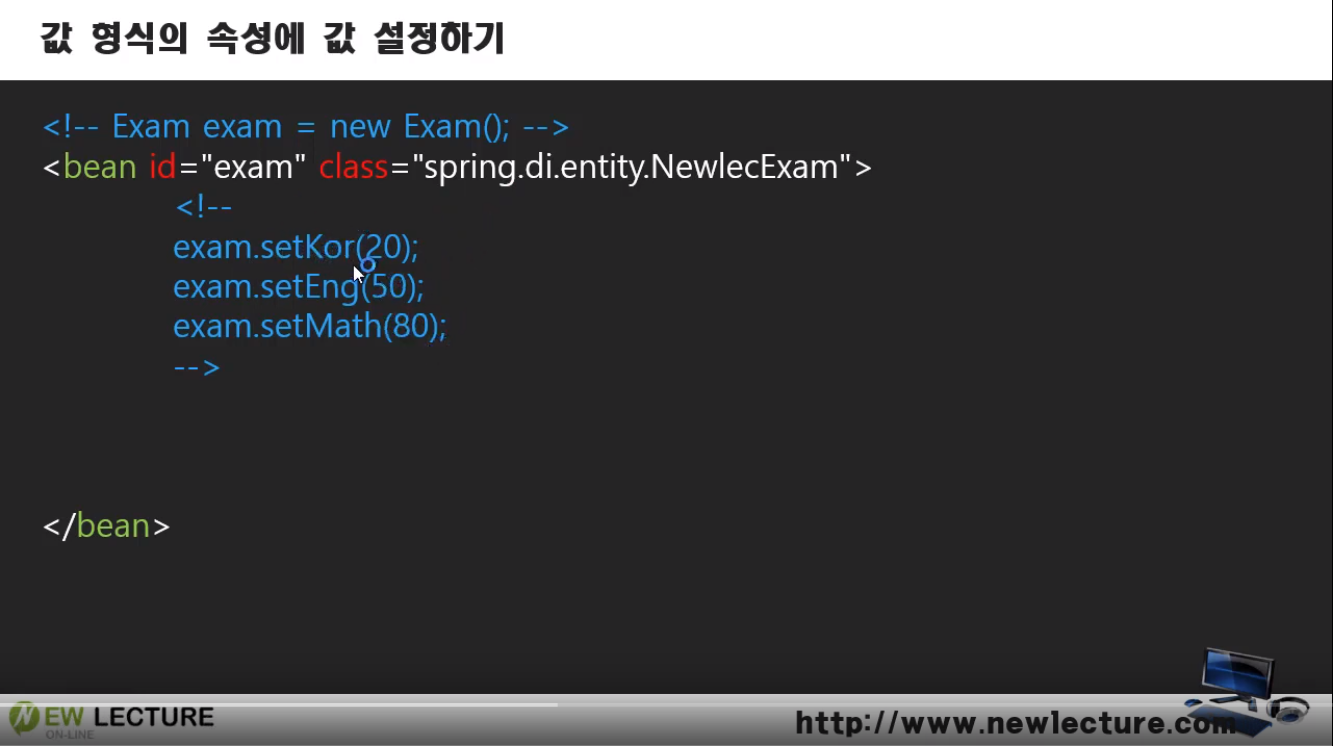 값 형식의 속성에 값 설정하기
<!-- Exam exam = new Exam(); -->
<bean id="exam" class="spring.di.entity.NewlecExam">
<!--
exam.setKor(20);
exam.setEng(50);
exam.setMath(80);
-->
</bean>
NEW LECTURE
ON-LINE
http://www.newlecture.com